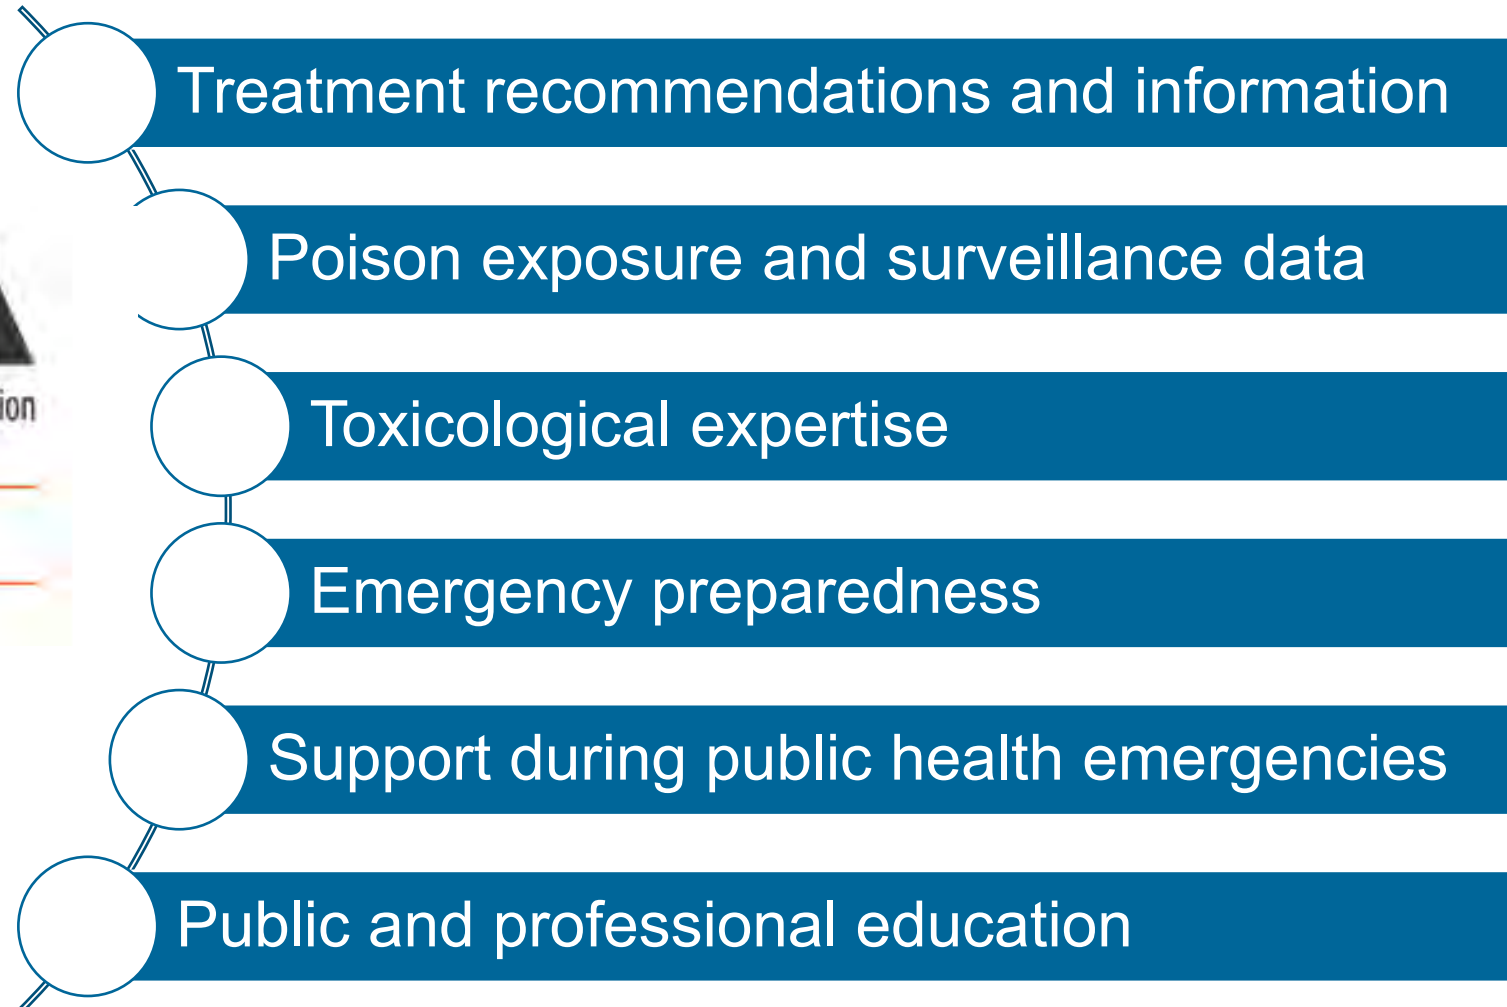 Treatment recommendations and information
Poison exposure and surveillance data
Toxicological expertise
Emergency preparedness
Support during public health emergencies
Public and professional education